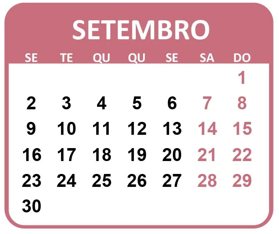 SETEMBRO
SE TE QU QU SE SA DO
1
2 3 4 5 6 7 8
9 10 11 12 13 14 15
16 17 18 19 20 21 22
23 24 25 26 27 28 29
30